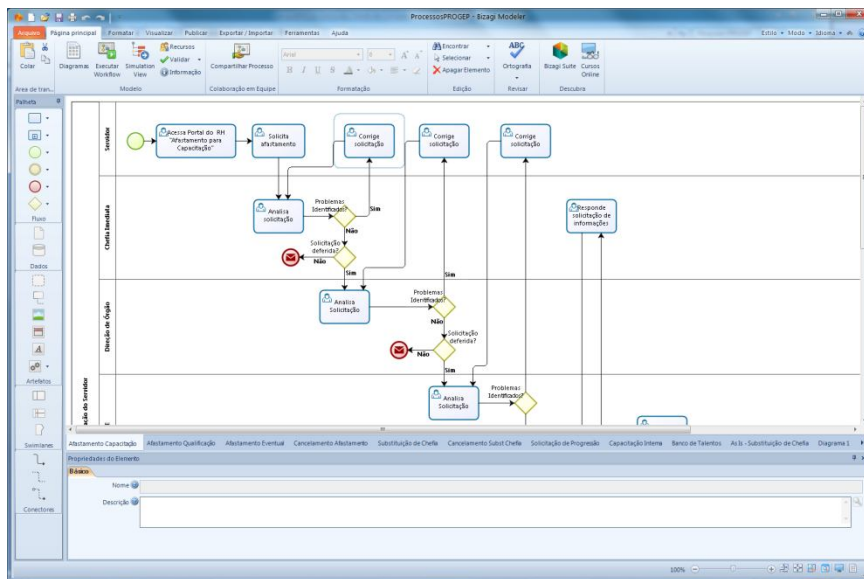 ProcessosPROGEP - Bizagi Modeler
Arquivo Página principal Formatar Visualizar Publicar Exportar / Importar Ferramentas Ajuda Estilo Modo Idioma
Colar
Área de tran...
Diagramas Executar Workflow Simulation View
Recursos
Validar
Informação
Modelo
Compartilhar Processo
Colaboração em Equipe
Arial 8
Formatação
Encontrar
Selecionar
Apagar Elemento
Edição
ABC
Ortografia
Revisar
Bizagi Suite Cursos Online
Descubra
Palheta
Fluxo
Dados
Artefatos
Swimlanes
Conectores
Servidor
Acessa Portal do RH
"Afastamento para
Capacitação"
Solicita
afastamento
Corrige
solicitação
Corrige
solicitação
Corrige
solicitação
Chefia Imediata
Analisa
solicitação
Problemas
Identificados?
Sim
Não
Solicitação
deferida?
Não
Sim
Responde
solicitação de
informações
Direção de Órgão
Sim
Analisa
Solicitação
Problemas
Identificados?
Não
Solicitação
deferida?
Não
Sim
ação do Servidor
Analisa
Solicitação
Problemas
Identificados?
Afastamento Capacitação Afastamento Qualificação Afastamento Eventual Cancelamento Afastamento Substituição de Chefia Cancelamento Subst Chefia Solicitação de Progressão Capacitação Interna Banco de Talentos As Is - Substituição de Chefia Diagrama 1
Propriedades do Elemento
Básico
Nome
Descrição
100%